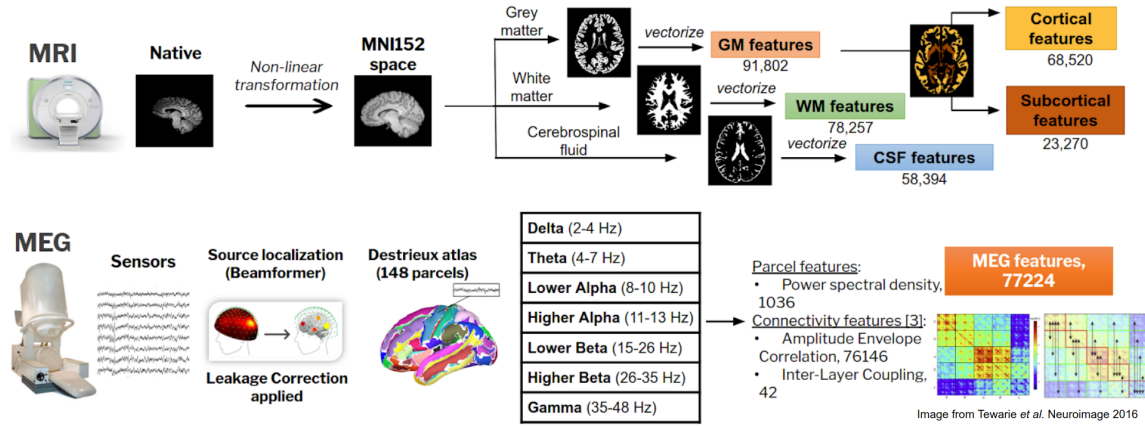 MRI
Native
Non-linear
transformation
MNI152
space
Grey
matter
White
matter
Cerebrospinal
fluid
vectorize
GM features
91,802
vectorize
WM features
78,257
vectorize
CSF features
58,394
Cortical
features
68,520
Subcortical
features
23,270
MEG
Sensors
Source localization
(Beamformer)
Leakage Correction
applied
Destrieux atlas
(148 parcels)
Delta (2-4 Hz)
Theta (4-7 Hz)
Lower Alpha (8-10 Hz)
Higher Alpha (11-13 Hz)
Lower Beta (15-26 Hz)
Higher Beta (26-35 Hz)
Gamma (35-48 Hz)
Parcel features:
• Power spectral density,
1036
Connectivity features [3]:
• Amplitude Envelope
Correlation, 76146
• Inter-Layer Coupling,
42
MEG features,
77224
Image from Tewarie et al. Neuroimage 2016